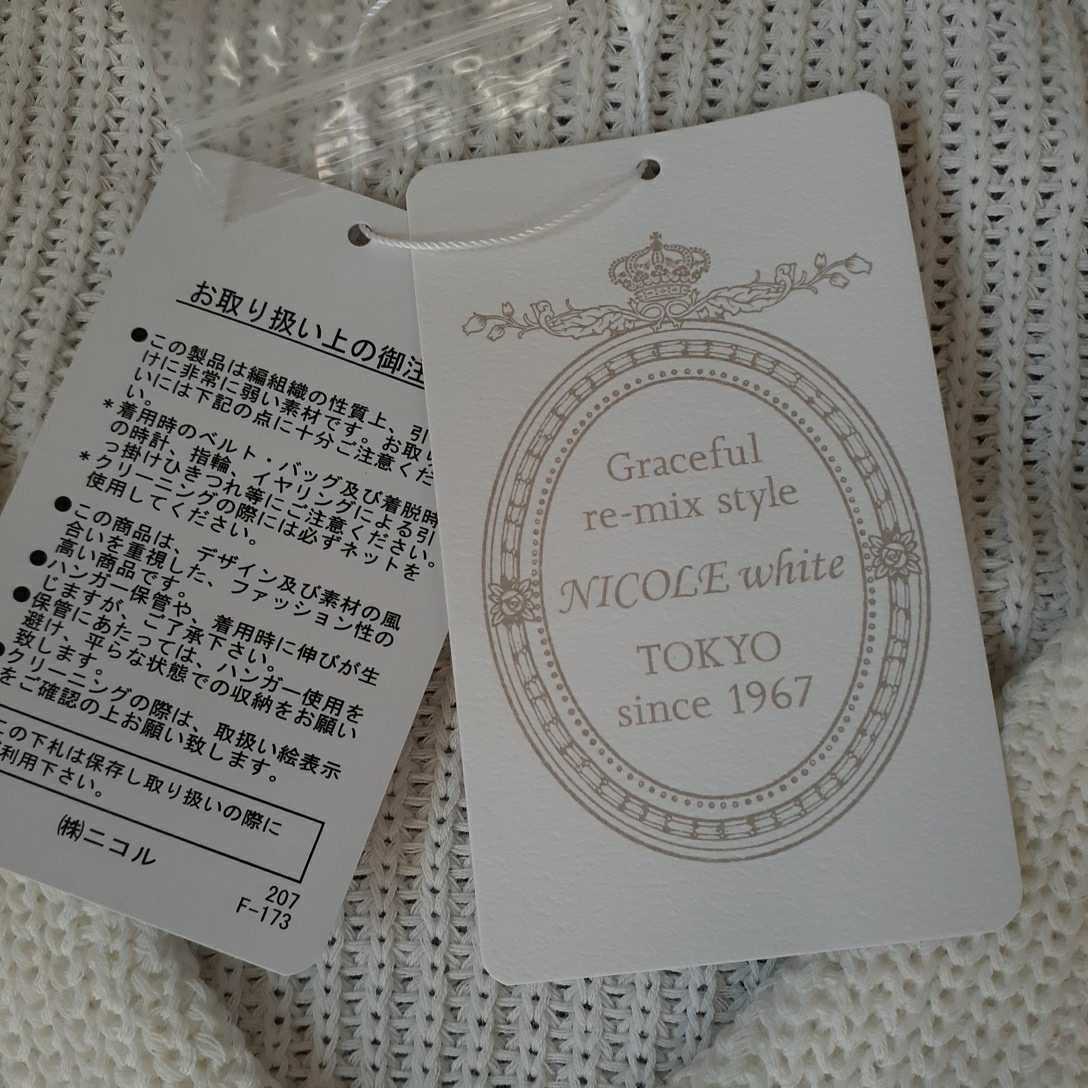 お取り扱い上の御注
●この製品は編組織の性質上、引
けに非常に弱い素材です。お取
いには下記の点に十分ご注意くだ
い。
*着用時のベルト・バッグ及び着脱時
の時計、指輪、イヤリングによる引
っ掛けひきつれ等にご注意ください。
*クリーニングの際には必ずネットを
使用してください。
●この商品は、デザイン及び素材の風
合いを重視した、ファッション性の
高い商品です。
●ハンガー保管や、着用時に伸びが生
じますが、ご了承下さい。
●保管にあたっては、ハンガー使用を
避け、平らな状態での収納をお願い
致します。
●クリーニングの際は、取扱い絵表示
をご確認の上お願い致します。
この下札は保存し取り扱いの際に
利用下さい。
㈱ニコル
207
F-173
Graceful
re-mix style
NICOLE white
TOKYO
since 1967